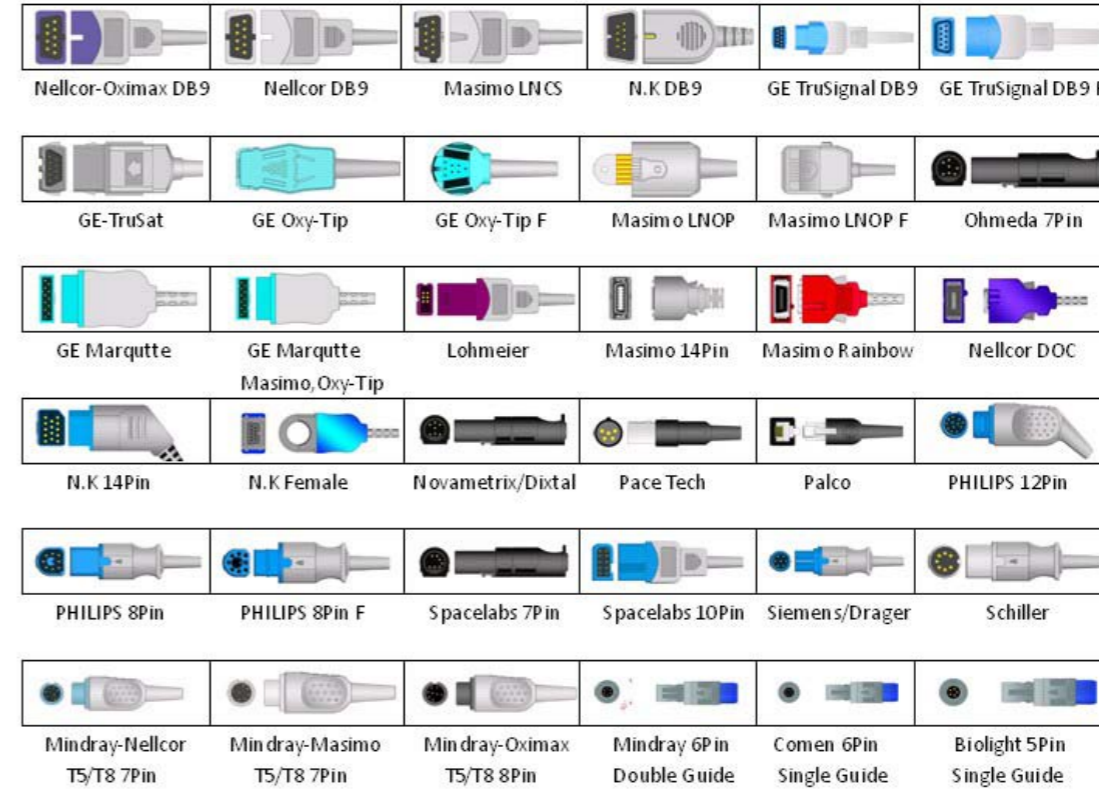 Nellcor-Oximax DB9 Nellcor DB9 Masimo LNCS N.K DB9 GE TruSignal DB9 GE TruSignal DB9
GE-TruSat GE Oxy-Tip GE Oxy-Tip F Masimo LNOP Masimo LNOP F Ohmeda 7Pin
GE Marqutte GE Marqutte Lohmeier Masimo 14Pin Masimo Rainbow Nellcor DOC
Masimo,Oxy-Tip
N.K 14Pin N.K Female Novametrix/Dixtal Pace Tech Palco PHILIPS 12Pin
PHILIPS 8Pin PHILIPS 8Pin F Spacelabs 7Pin Spacelabs 10Pin Siemens/Drager Schiller
Mindray-Nellcor Mindray-Masimo Mindray-Oximax Mindray 6Pin Comen 6Pin Biolight 5Pin
T5/T8 7Pin T5/T8 7Pin T5/T8 8Pin Double Guide Single Guide Single Guide